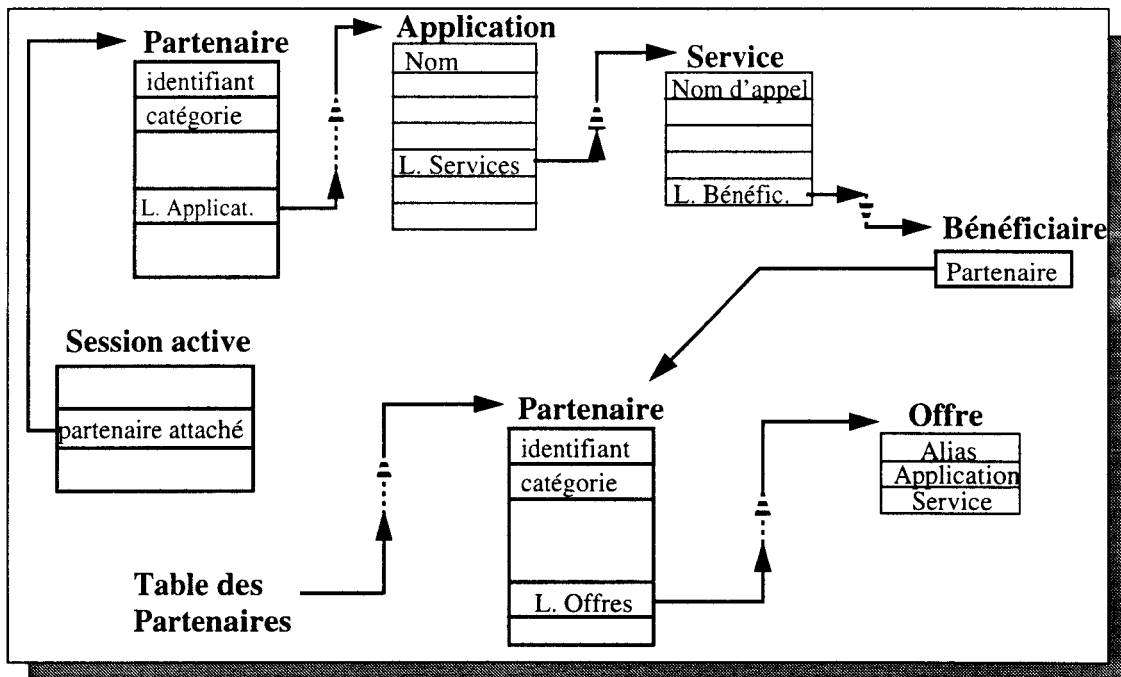 Partenaire
identifiant
catégorie
L. Applicat.
Application
Nom
L. Services
Service
Nom d'appel
L. Bénéfic.
Bénéficiaire
Partenaire
Session active
partenaire attaché
Table des
Partenaires
Partenaire
identifiant
catégorie
L. Offres
Offre
Alias
Application
Service